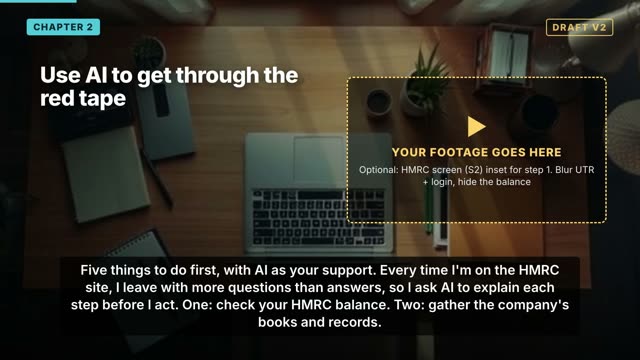 CHAPTER 2
DRAFT V2
Use AI to get through the
red tape
YOUR FOOTAGE GOES HERE
Optional: HMRC screen (S2) inset for step 1. Blur UTR
+ login, hide the balance
Five things to do first, with AI as your support. Every time I'm on the HMRC
site, I leave with more questions than answers, so I ask AI to explain each
step before I act. One: check your HMRC balance. Two: gather the company's
books and records.